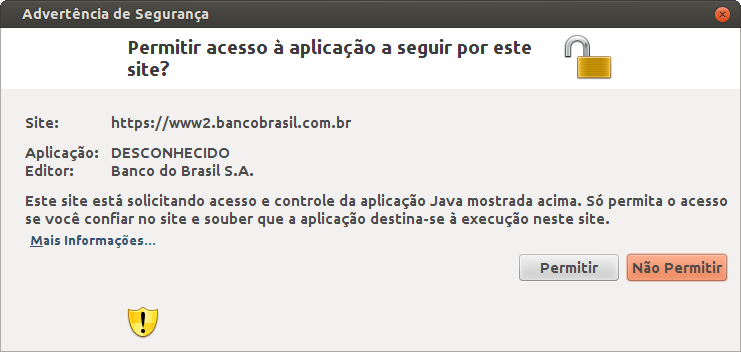 Advertência de Segurança
Permitir acesso à aplicação a seguir por este
site?
Site: https://www2.bancobrasil.com.br
Aplicação: DESCONHECIDO
Editor: Banco do Brasil S.A.
Este site está solicitando acesso e controle da aplicação Java mostrada acima. Só permita o acesso
se você confiar no site e souber que a aplicação destina-se à execução neste site.
Mais Informações...
Permitir Não Permitir